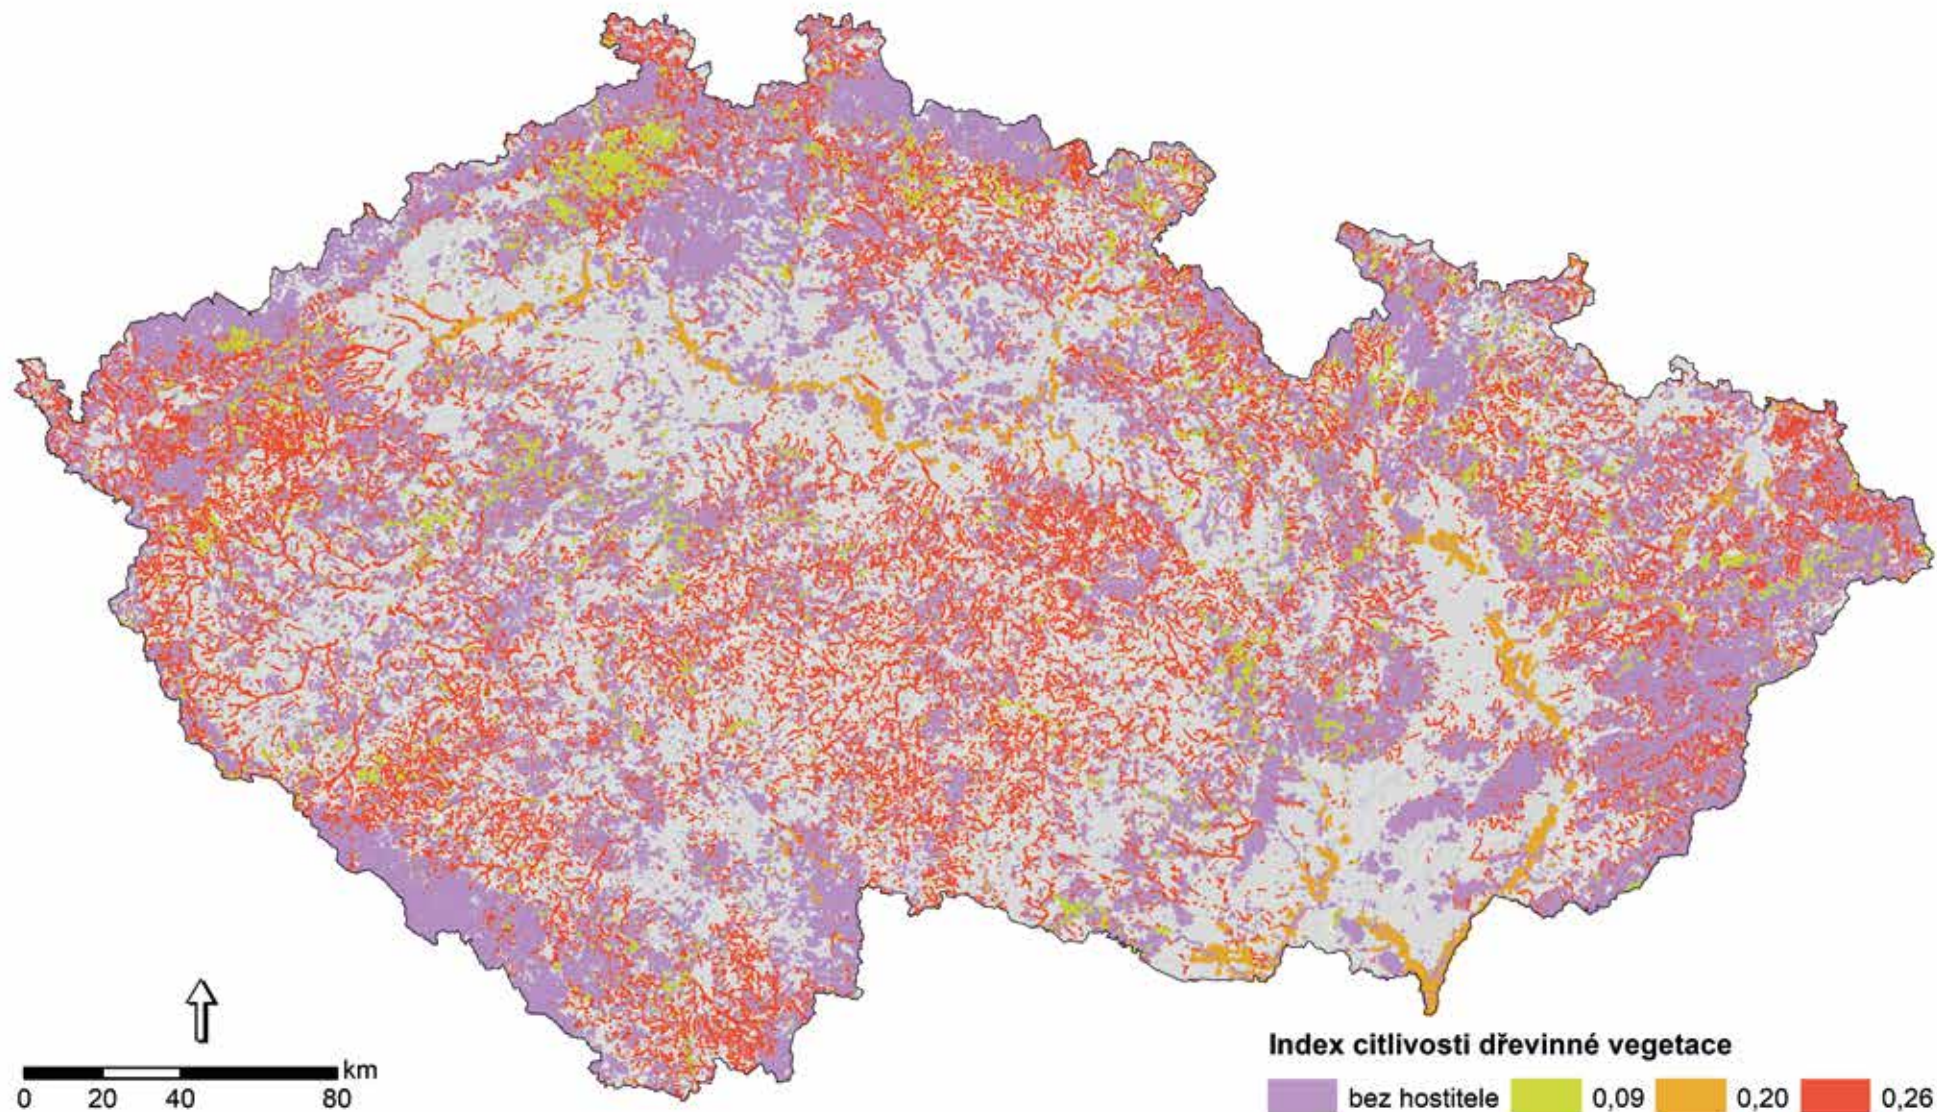 km
0 20 40 80
Index citlivosti dřevinné vegetace
bez hostitele 0,09 0,20 0,26